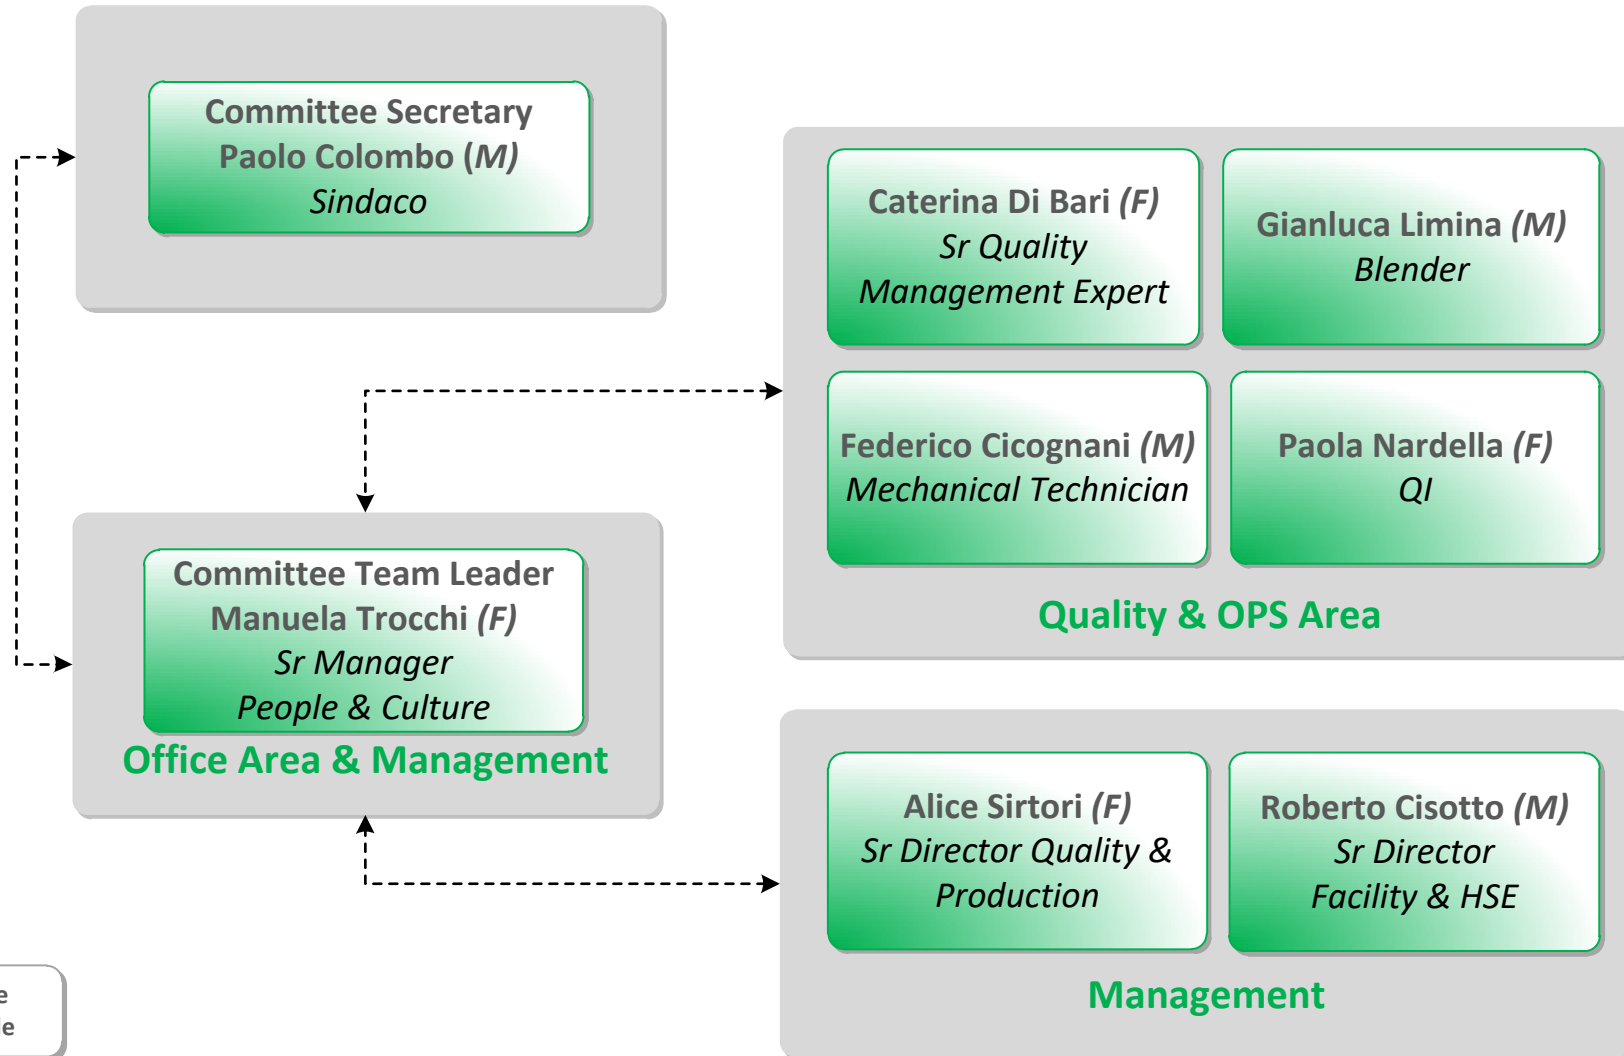 Committee Secretary
Paolo Colombo (M)
Sindaco
Caterina Di Bari (F)
Sr Quality
Management Expert
Gianluca Limina (M)
Blender
Federico Cicognani (M)
Mechanical Technician
Paola Nardella (F)
QI
Quality & OPS Area
Committee Team Leader
Manuela Trocchi (F)
Sr Manager
People & Culture
Office Area & Management
Alice Sirtori (F)
Sr Director Quality &
Production
Roberto Cisotto (M)
Sr Director
Facility & HSE
Management